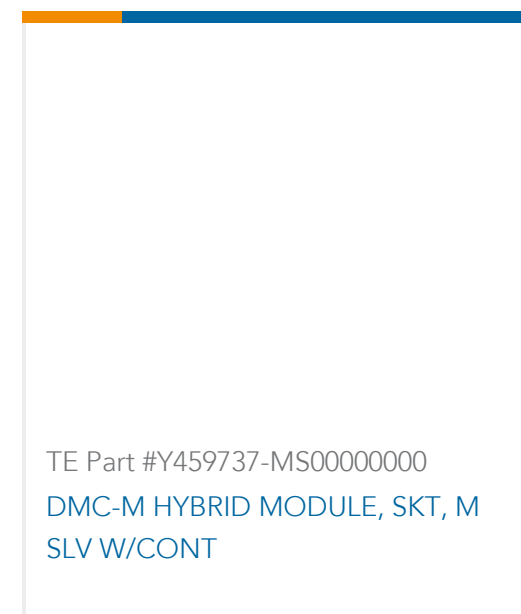 TE Part #Y459737-MS00000000
DMC-M HYBRID MODULE, SKT, M
SLV W/CONT